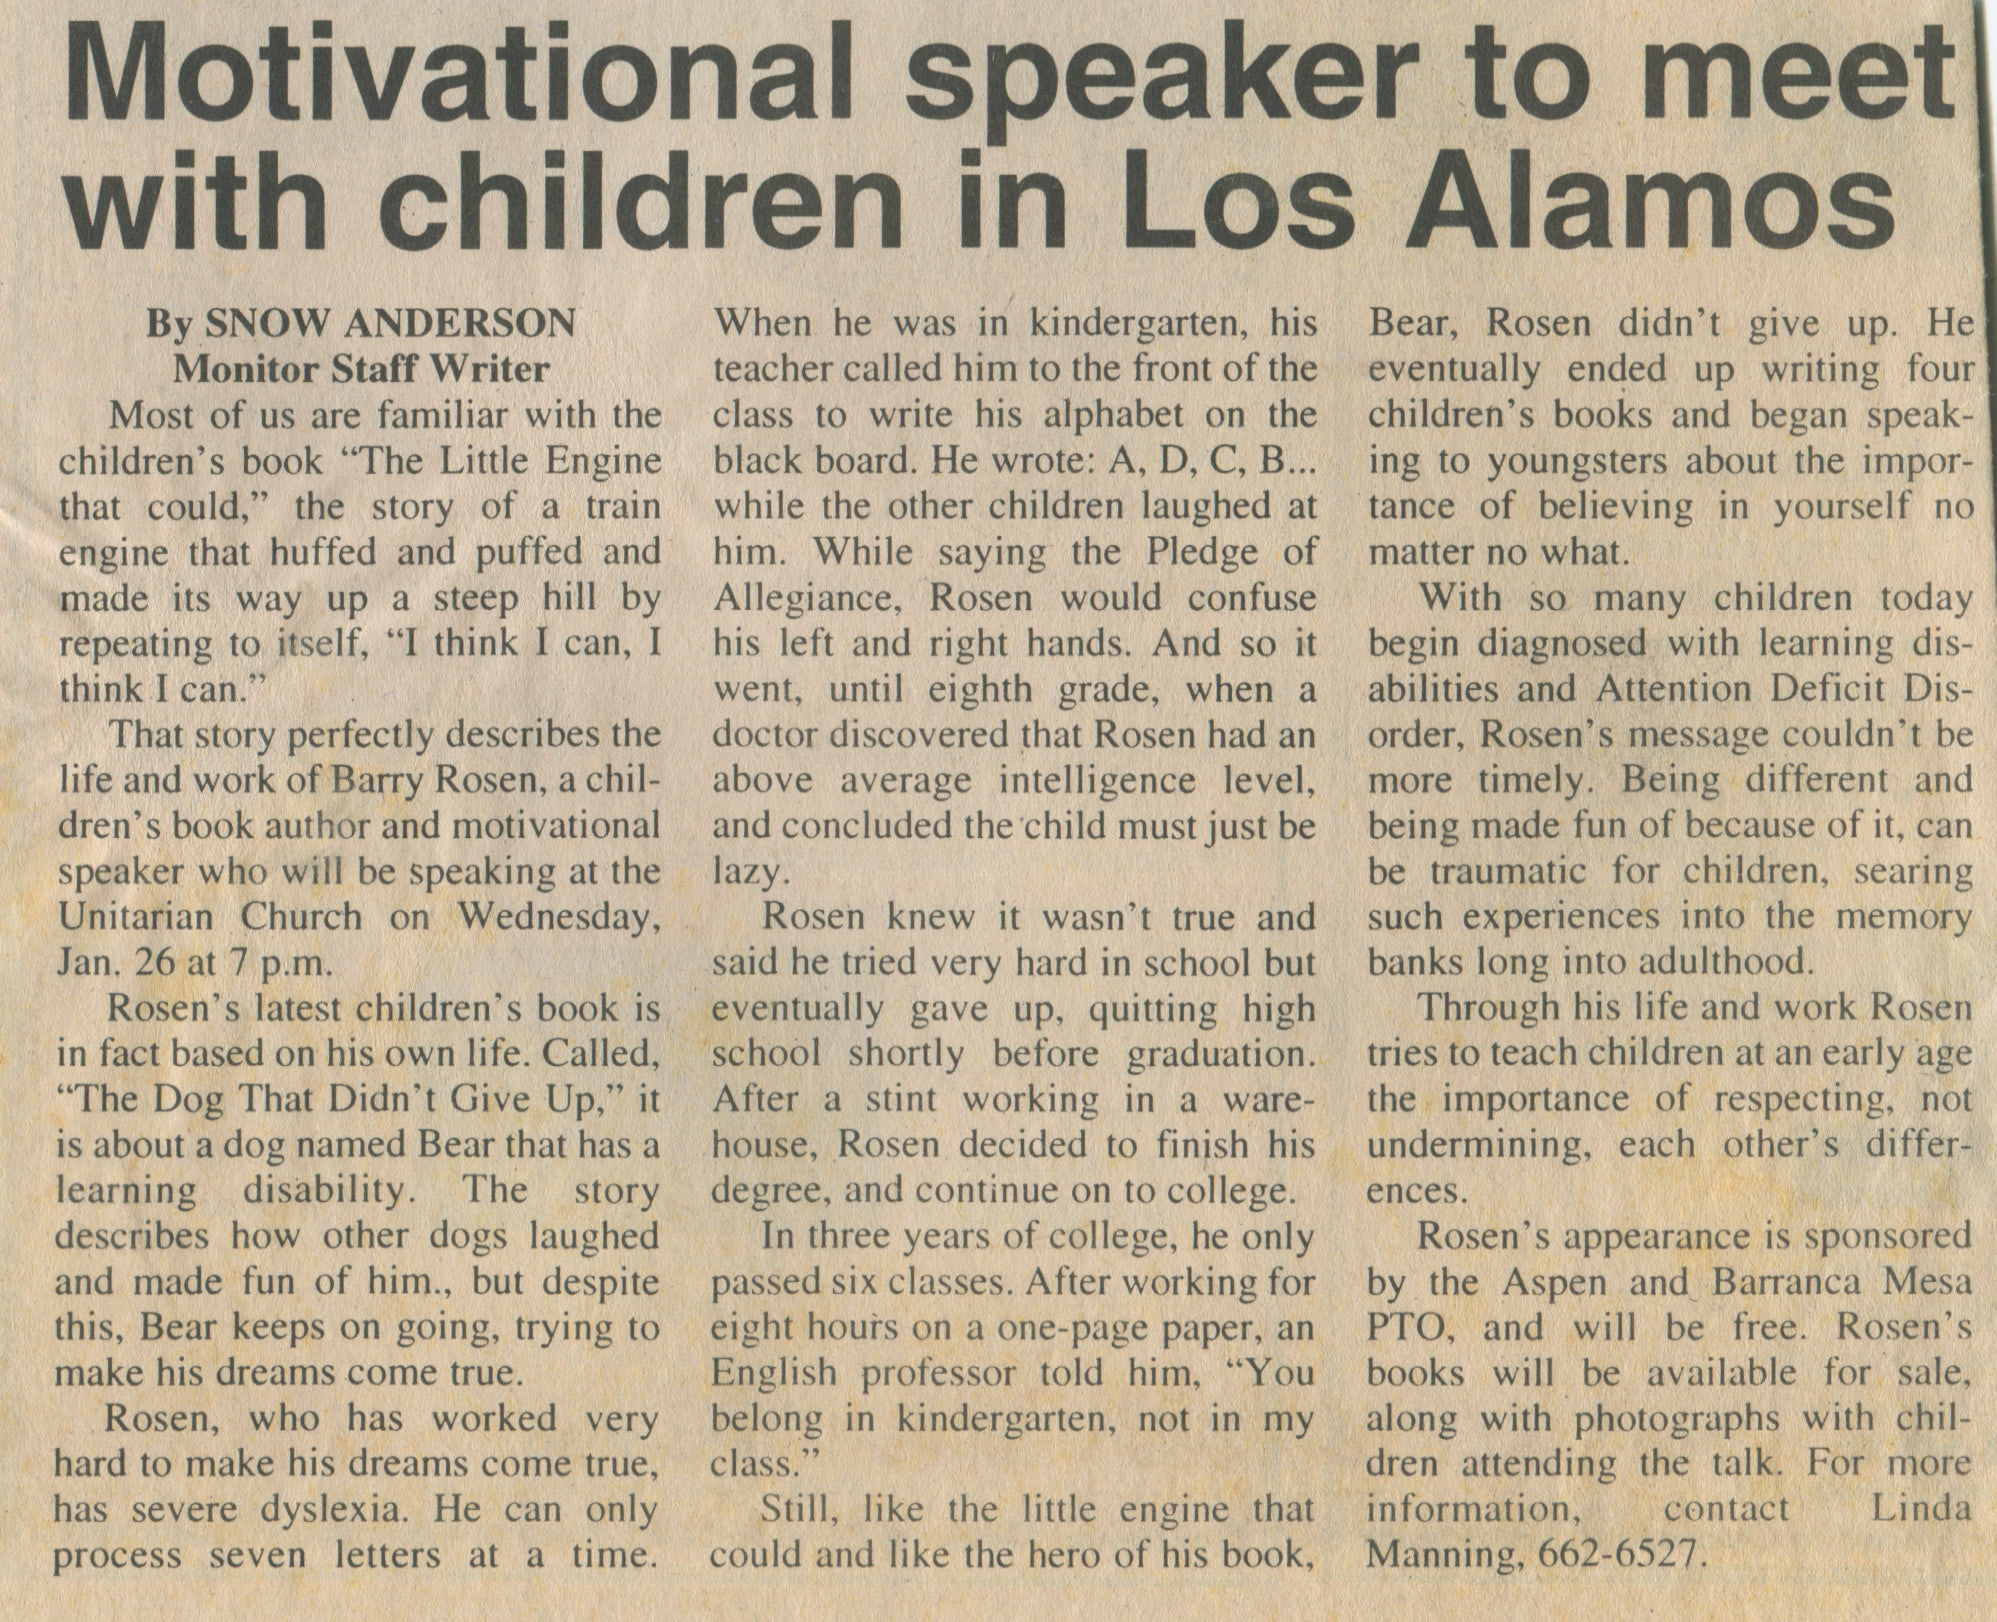 Motivational speaker to meet
with children in Los Alamos
By SNOW ANDERSON
Monitor Staff Writer
Most of us are familiar with the
children's book “The Little Engine
that could,” the story of a train
engine that huffed and puffed and
made its way up a steep hill by
repeating to itself, “I think I can, I
think I can.”
That story perfectly describes the
life and work of Barry Rosen, a chil-
dren's book author and motivational
speaker who will be speaking at the
Unitarian Church on Wednesday,
Jan. 26 at 7 p.m.
Rosen's latest children's book is
in fact based on his own life. Called,
“The Dog That Didn't Give Up,” it
is about a dog named Bear that has a
learning disability. The story
describes how other dogs laughed
and made fun of him., but despite
this, Bear keeps on going, trying to
make his dreams come true.
Rosen, who has worked very
hard to make his dreams come true,
has severe dyslexia. He can only
process seven letters at a time.
When he was in kindergarten, his
teacher called him to the front of the
class to write his alphabet on the
black board. He wrote: A, D, C, B...
while the other children laughed at
him. While saying the Pledge of
Allegiance, Rosen would confuse
his left and right hands. And so it
went, until eighth grade, when a
doctor discovered that Rosen had an
above average intelligence level,
and concluded the child must just be
lazy.
Rosen knew it wasn't true and
said he tried very hard in school but
eventually gave up, quitting high
school shortly before graduation.
After a stint working in a ware-
house, Rosen decided to finish his
degree, and continue on to college.
In three years of college, he only
passed six classes. After working for
eight hours on a one-page paper, an
English professor told him, “You
belong in kindergarten, not in my
class.”
Still, like the little engine that
could and like the hero of his book,
Bear, Rosen didn't give up. He
eventually ended up writing four
children's books and began speak-
ing to youngsters about the impor-
tance of believing in yourself no
matter no what.
With so many children today
begin diagnosed with learning dis-
abilities and Attention Deficit Dis-
order, Rosen's message couldn't be
more timely. Being different and
being made fun of because of it, can
be traumatic for children, searing
such experiences into the memory
banks long into adulthood.
Through his life and work Rosen
tries to teach children at an early age
the importance of respecting, not
undermining, each other's differ-
ences.
Rosen's appearance is sponsored
by the Aspen and Barranca Mesa
PTO, and will be free. Rosen's
books will be available for sale,
along with photographs with chil-
dren attending the talk. For more
information, contact Linda
Manning, 662-6527.